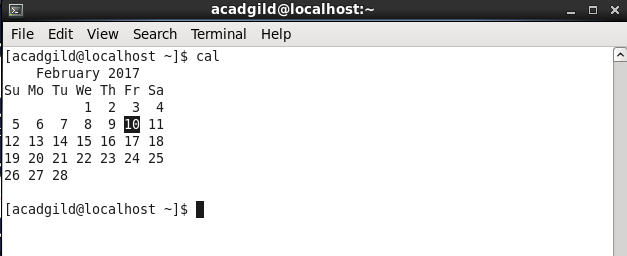 acadgild@localhost:~
File Edit View Search Terminal Help
[acadgild@localhost ~]$ cal
    February 2017
Su Mo Tu We Th Fr Sa
          1  2  3  4
 5  6  7  8  9 10 11
12 13 14 15 16 17 18
19 20 21 22 23 24 25
26 27 28
[acadgild@localhost ~]$